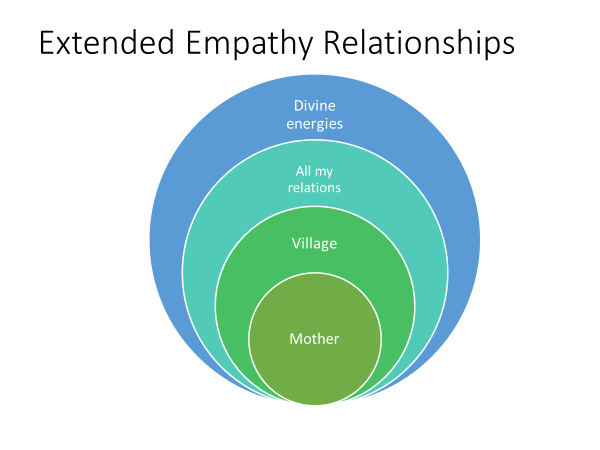 Extended Empathy Relationships
Divine
energies
All my
relations
Village
Mother